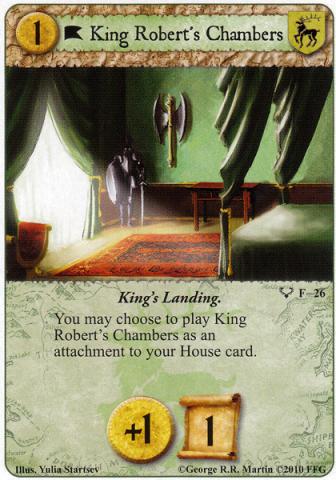 1 King Robert's Chambers
King's Landing.
F–26
You may choose to play King
Robert's Chambers as an
attachment to your House card.
+1 1
Illus. Yulia Startsev ©George R.R. Martin ©2010 FFG